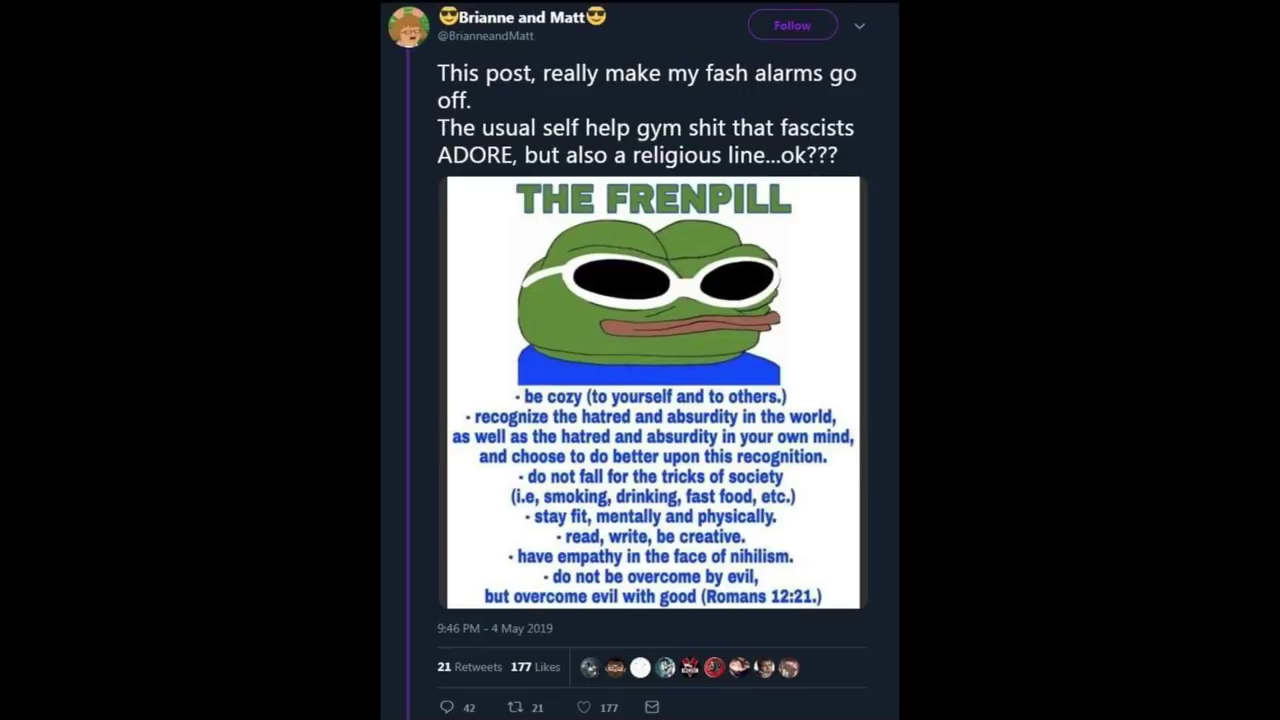 😎Brianne and Matt😎
@BrianneandMatt
Follow
This post, really make my fash alarms go
off.
The usual self help gym shit that fascists
ADORE, but also a religious line...ok???
THE FRENPILL
- be cozy (to yourself and to others.)
- recognize the hatred and absurdity in the world,
as well as the hatred and absurdity in your own mind,
and choose to do better upon this recognition.
- do not fall for the tricks of society
(i.e, smoking, drinking, fast food, etc.)
- stay fit, mentally and physically.
- read, write, be creative.
- have empathy in the face of nihilism.
- do not be overcome by evil,
but overcome evil with good (Romans 12:21.)
9:46 PM - 4 May 2019
21 Retweets 177 Likes
42 21 177